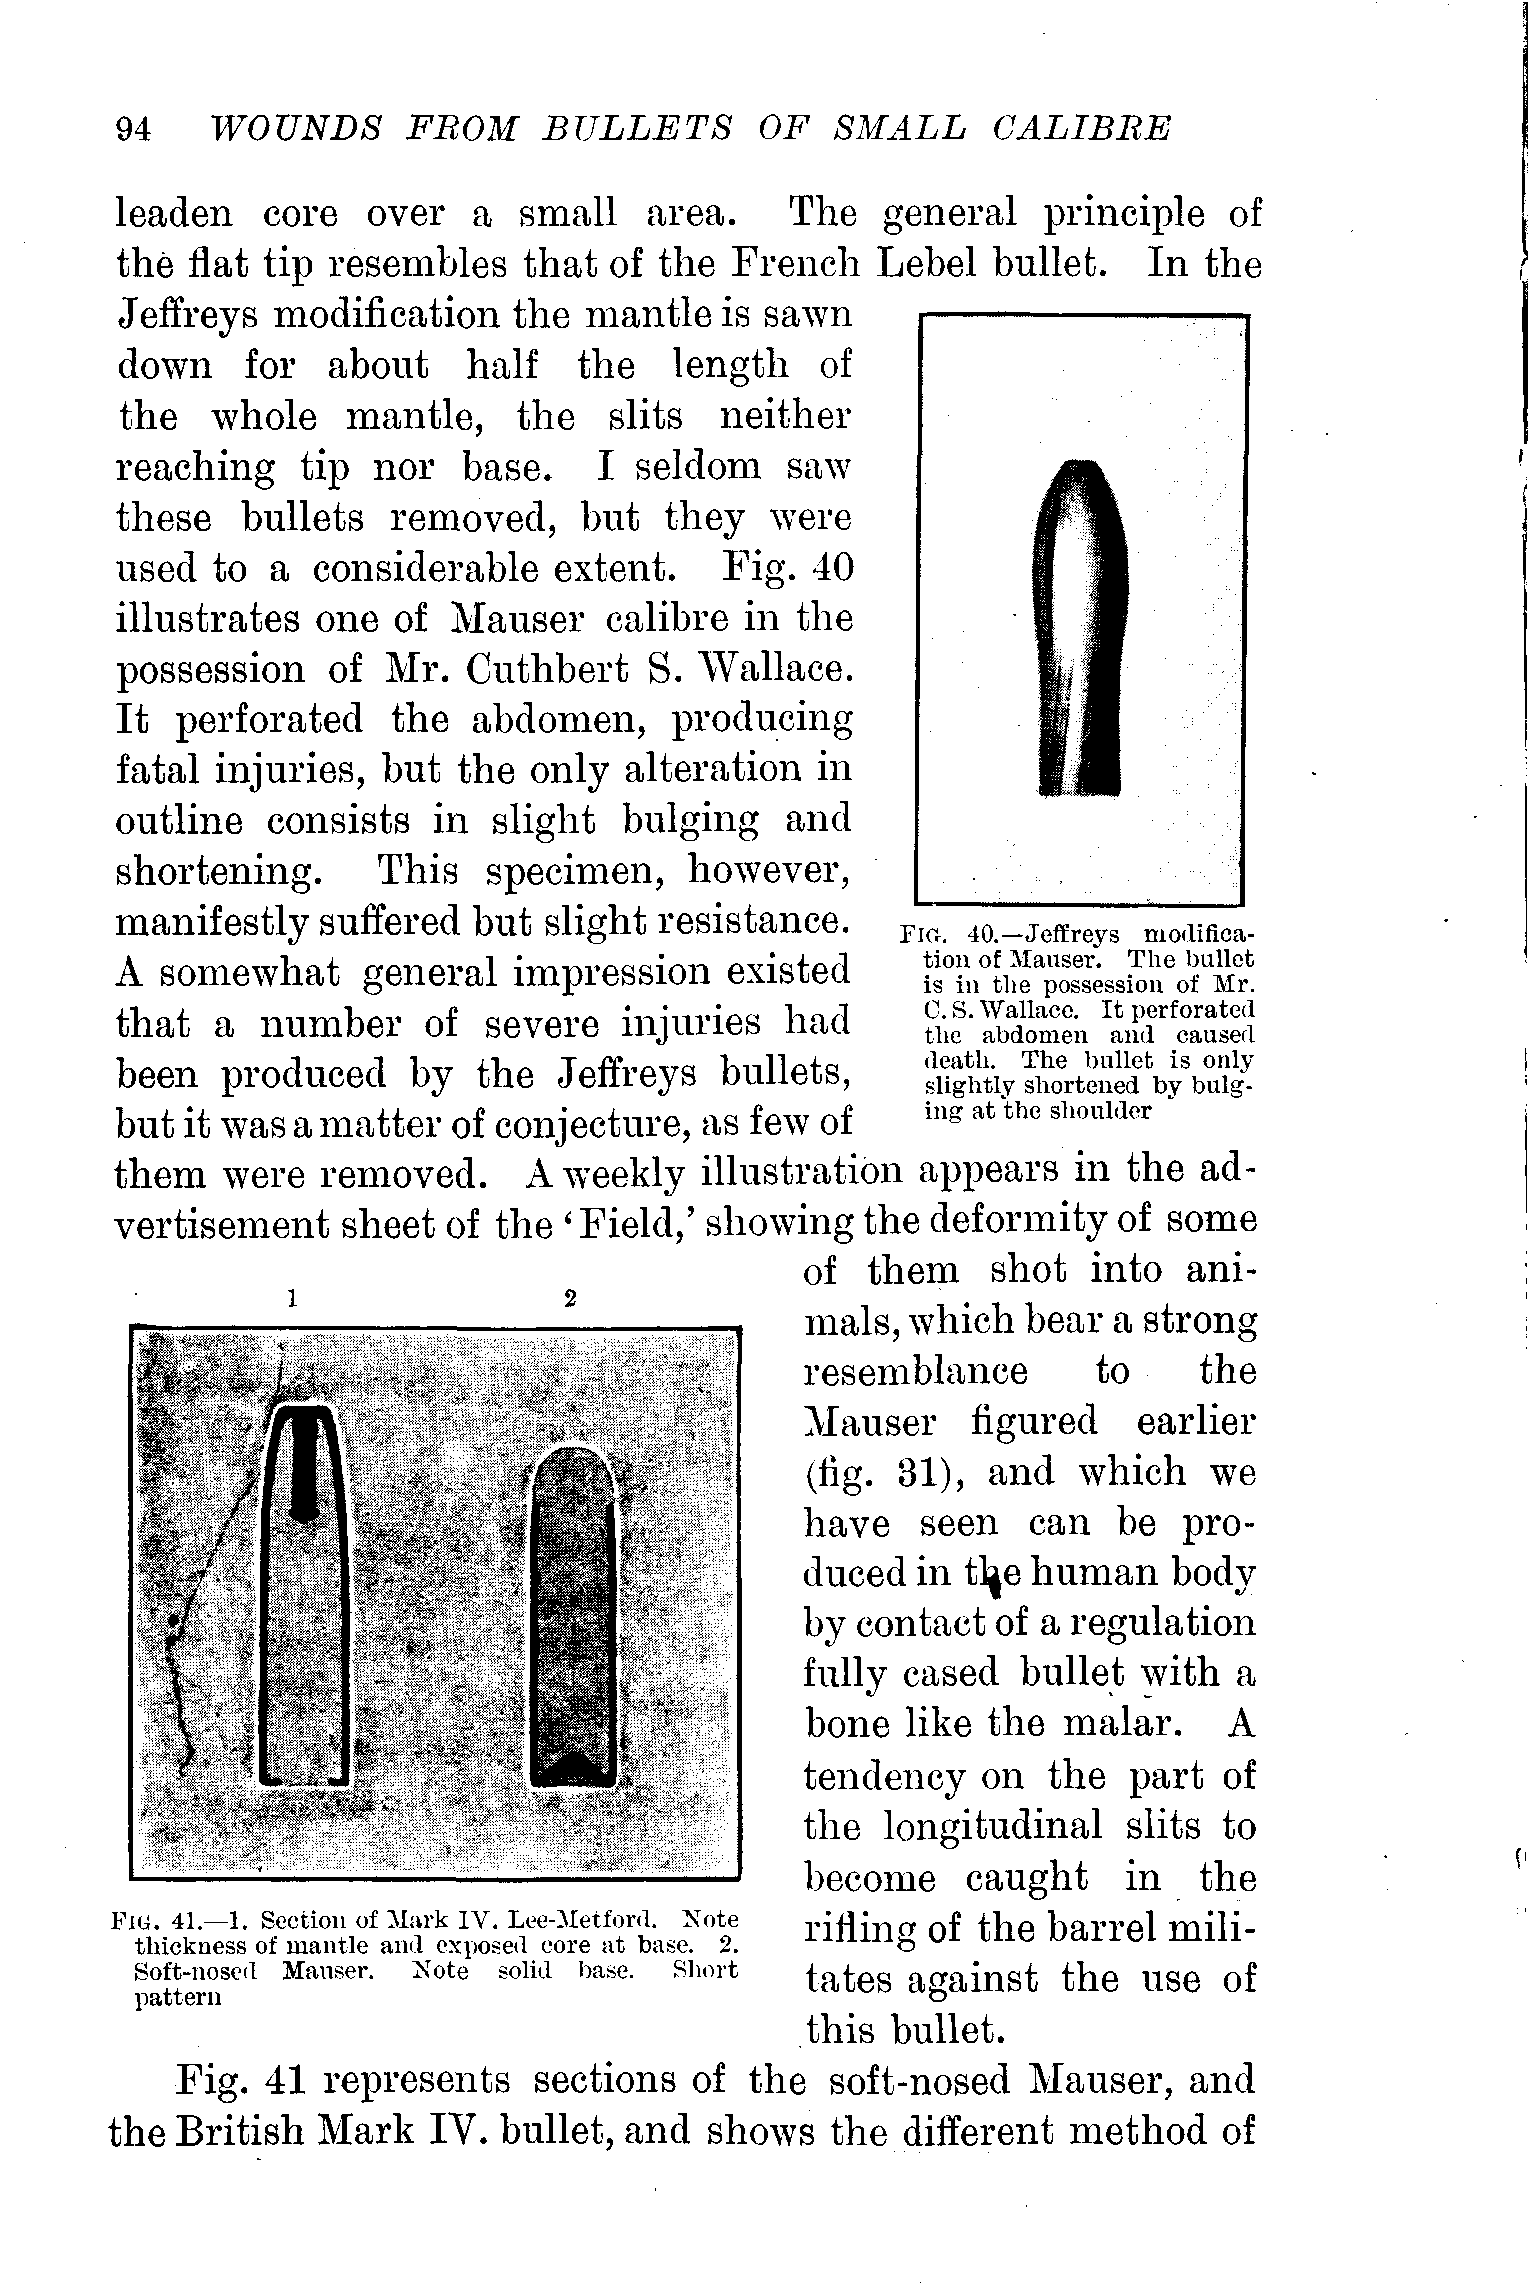 94 WOUNDS FROM BULLETS OF SMALL CALIBRE
leaden core over a small area. The general principle of
the flat tip resembles that of the French Lebel bullet. In the
Jeffreys modification the mantle is sawn
down for about half the length of
the whole mantle, the slits neither
reaching tip nor base. I seldom saw
these bullets removed, but they were
used to a considerable extent. Fig. 40
illustrates one of Mauser calibre in the
possession of Mr. Cuthbert S. Wallace.
It perforated the abdomen, producing
fatal injuries, but the only alteration in
outline consists in slight bulging and
shortening. This specimen, however,
manifestly suffered but slight resistance.
A somewhat general impression existed
that a number of severe injuries had
been produced by the Jeffreys bullets,
but it was a matter of conjecture, as few of
FIG. 40.—Jeffreys modifica-
tion of Mauser. The bullet
is in the possession of Mr.
C. S. Wallace. It perforated
the abdomen and caused
death. The bullet is only
slightly shortened by bulg-
ing at the shoulder
them were removed. A weekly illustration appears in the ad-
vertisement sheet of the ‘Field,’ showing the deformity of some
of them shot into ani-
mals, which bear a strong
resemblance to the
Mauser figured earlier
(fig. 31), and which we
have seen can be pro-
duced in the human body
by contact of a regulation
fully cased bullet with a
bone like the malar. A
tendency on the part of
the longitudinal slits to
become caught in the
rifling of the barrel mili-
tates against the use of
this bullet.
1 2
FIG. 41.—1. Section of Mark IV. Lee-Metford. Note
thickness of mantle and exposed core at base. 2.
Soft-nosed Mauser. Note solid base. Short
pattern
Fig. 41 represents sections of the soft-nosed Mauser, and
the British Mark IV. bullet, and shows the different method of